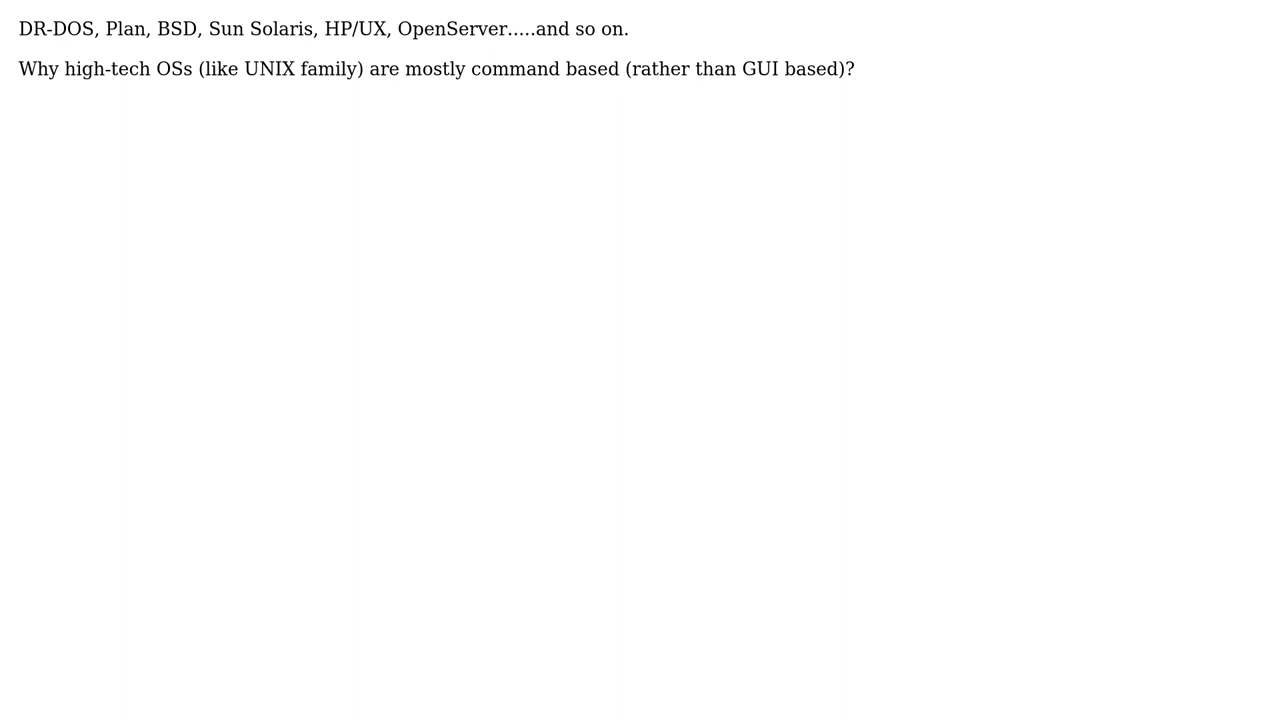 DR-DOS, Plan, BSD, Sun Solaris, HP/UX, OpenServer.....and so on.
Why high-tech OSs (like UNIX family) are mostly command based (rather than GUI based)?